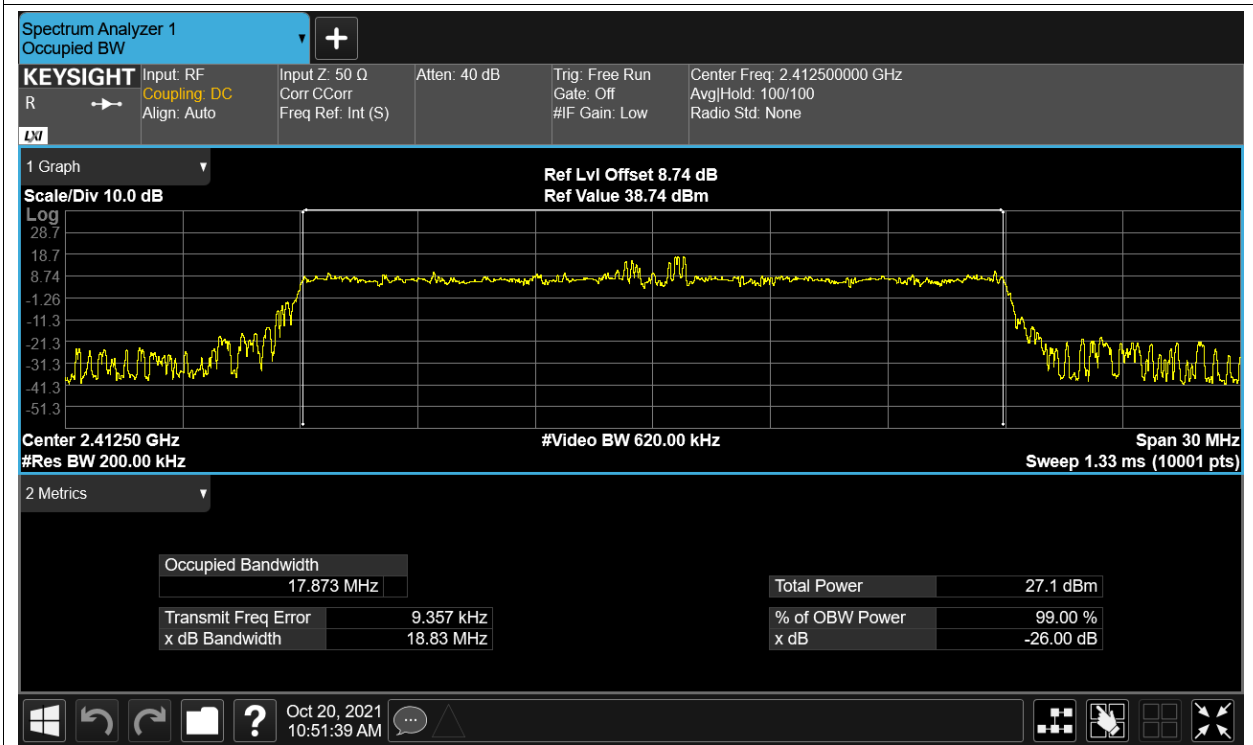 Spectrum Analyzer 1
Occupied BW
KEYSIGHT
R
LXI
Input: RF
Coupling: DC
Align: Auto
Input Z: 50 Ω
Corr CCorr
Freq Ref: Int (S)
Atten: 40 dB
Trig: Free Run
Gate: Off
#IF Gain: Low
Center Freq: 2.412500000 GHz
Avg|Hold: 100/100
Radio Std: None
1 Graph
Scale/Div 10.0 dB
Ref Lvl Offset 8.74 dB
Ref Value 38.74 dBm
Log
28.7
18.7
8.74
-1.26
-11.3
-21.3
-31.3
-41.3
-51.3
Center 2.41250 GHz
#Video BW 620.00 kHz
Span 30 MHz
#Res BW 200.00 kHz
Sweep 1.33 ms (10001 pts)
2 Metrics
Occupied Bandwidth
17.873 MHz
Total Power 27.1 dBm
Transmit Freq Error 9.357 kHz
% of OBW Power 99.00 %
x dB Bandwidth 18.83 MHz
x dB -26.00 dB
?
Oct 20, 2021
10:51:39 AM